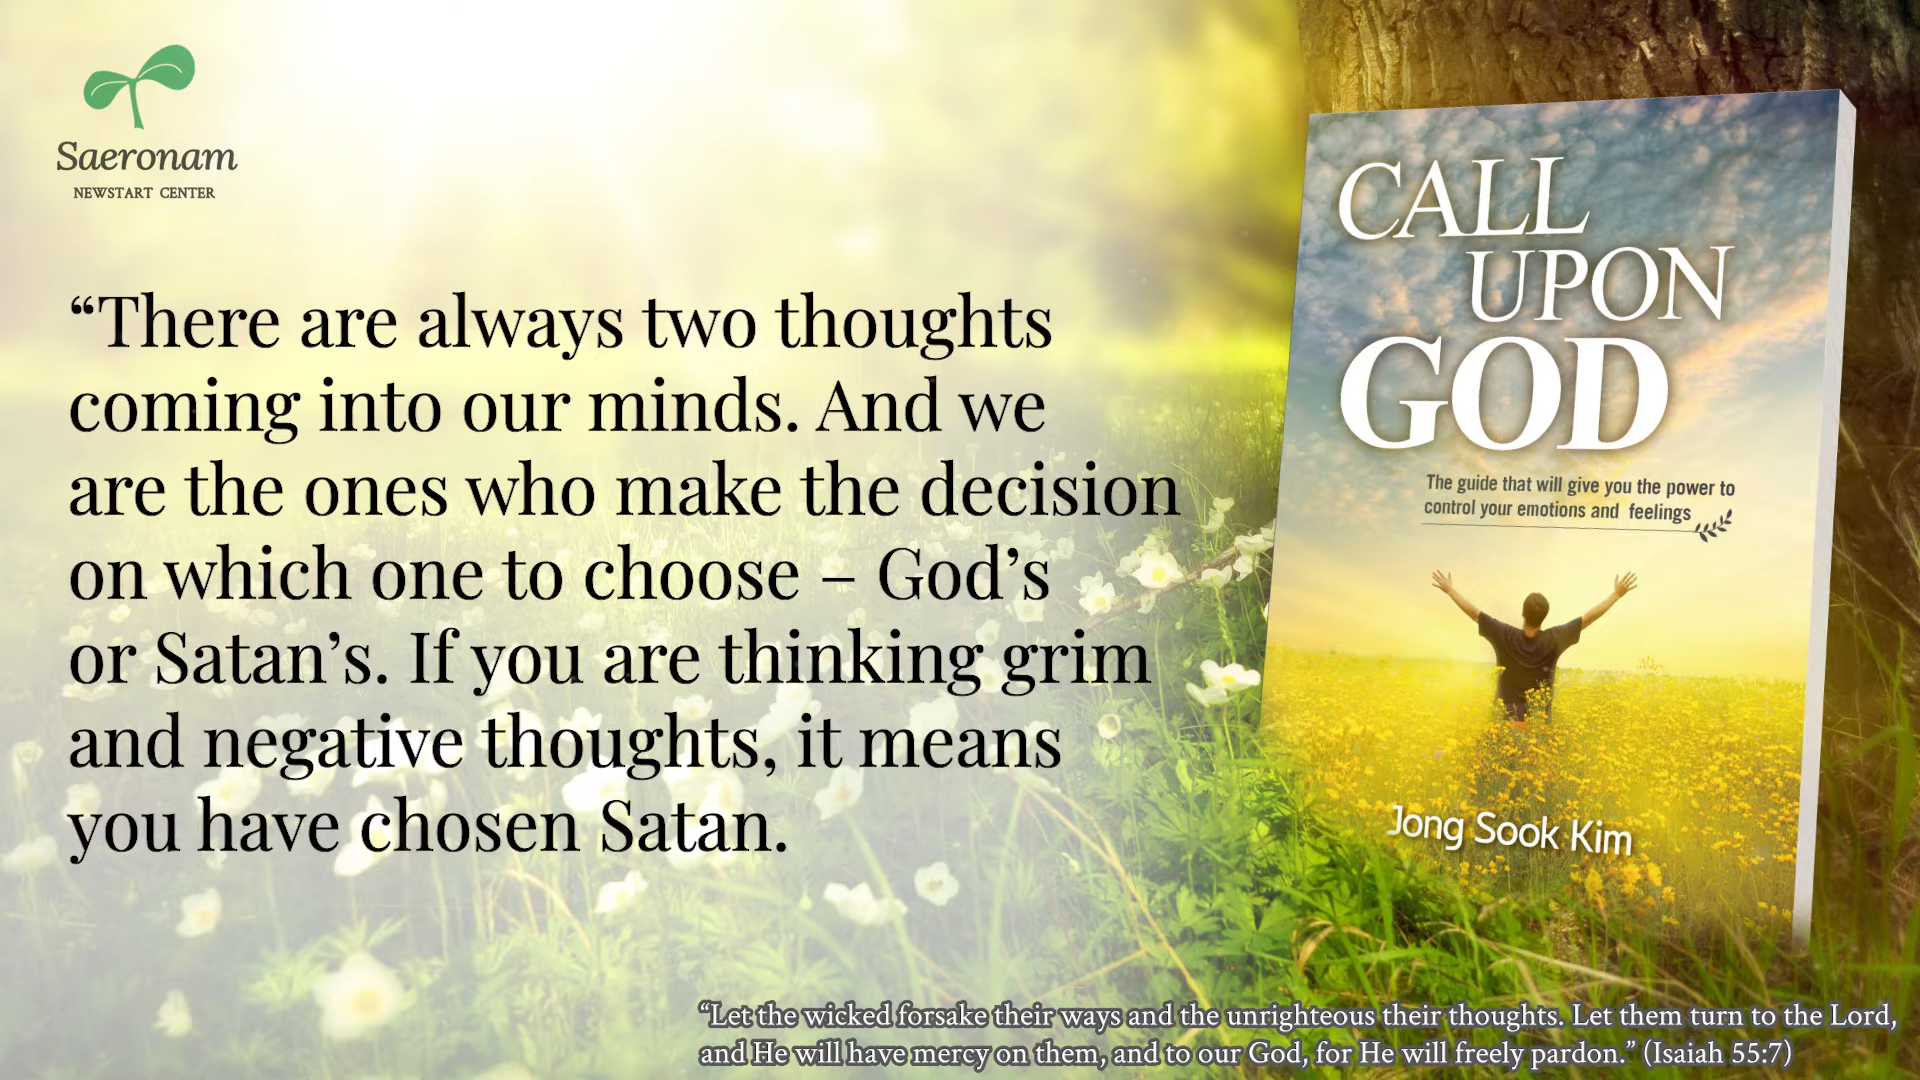 Saeronam
NEWSTART CENTER
“There are always two thoughts
coming into our minds. And we
are the ones who make the decision
on which one to choose – God’s
or Satan’s. If you are thinking grim
and negative thoughts, it means
you have chosen Satan.
CALL
UPON
GOD
The guide that will give you the power to
control your emotions and feelings
Jong Sook Kim
“Let the wicked forsake their ways and the unrighteous their thoughts. Let them turn to the Lord,
and He will have mercy on them, and to our God, for He will freely pardon.” (Isaiah 55:7)